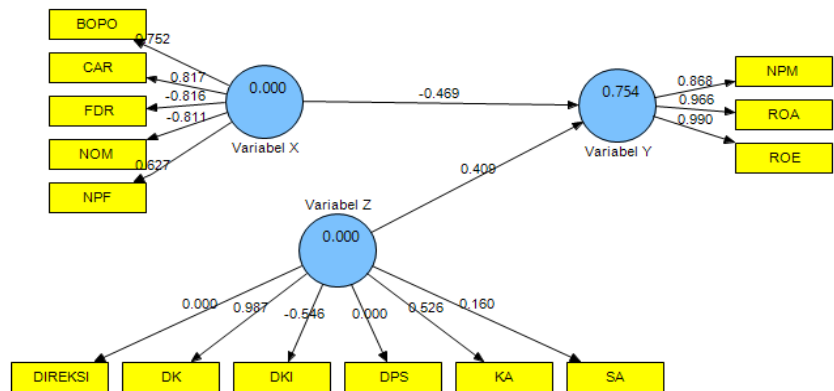 BOPO
0.752
CAR
0.817
FDR
-0.816
NOM
-0.811
NPF
0.627
0.000
Variabel X
-0.469
0.754
Variabel Y
0.868
NPM
0.966
ROA
0.990
ROE
0.409
Variabel Z
0.000
0.000
0.987
-0.546
0.000
0.526
0.160
DIREKSI
DK
DKI
DPS
KA
SA